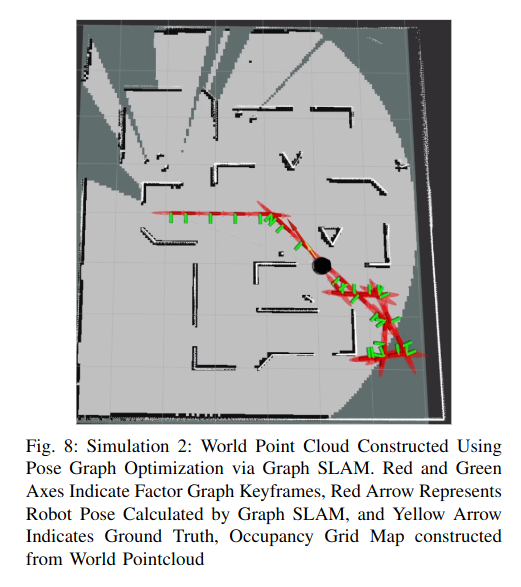 Fig. 8: Simulation 2: World Point Cloud Constructed Using
Pose Graph Optimization via Graph SLAM. Red and Green
Axes Indicate Factor Graph Keyframes, Red Arrow Represents
Robot Pose Calculated by Graph SLAM, and Yellow Arrow
Indicates Ground Truth, Occupancy Grid Map constructed
from World Pointcloud